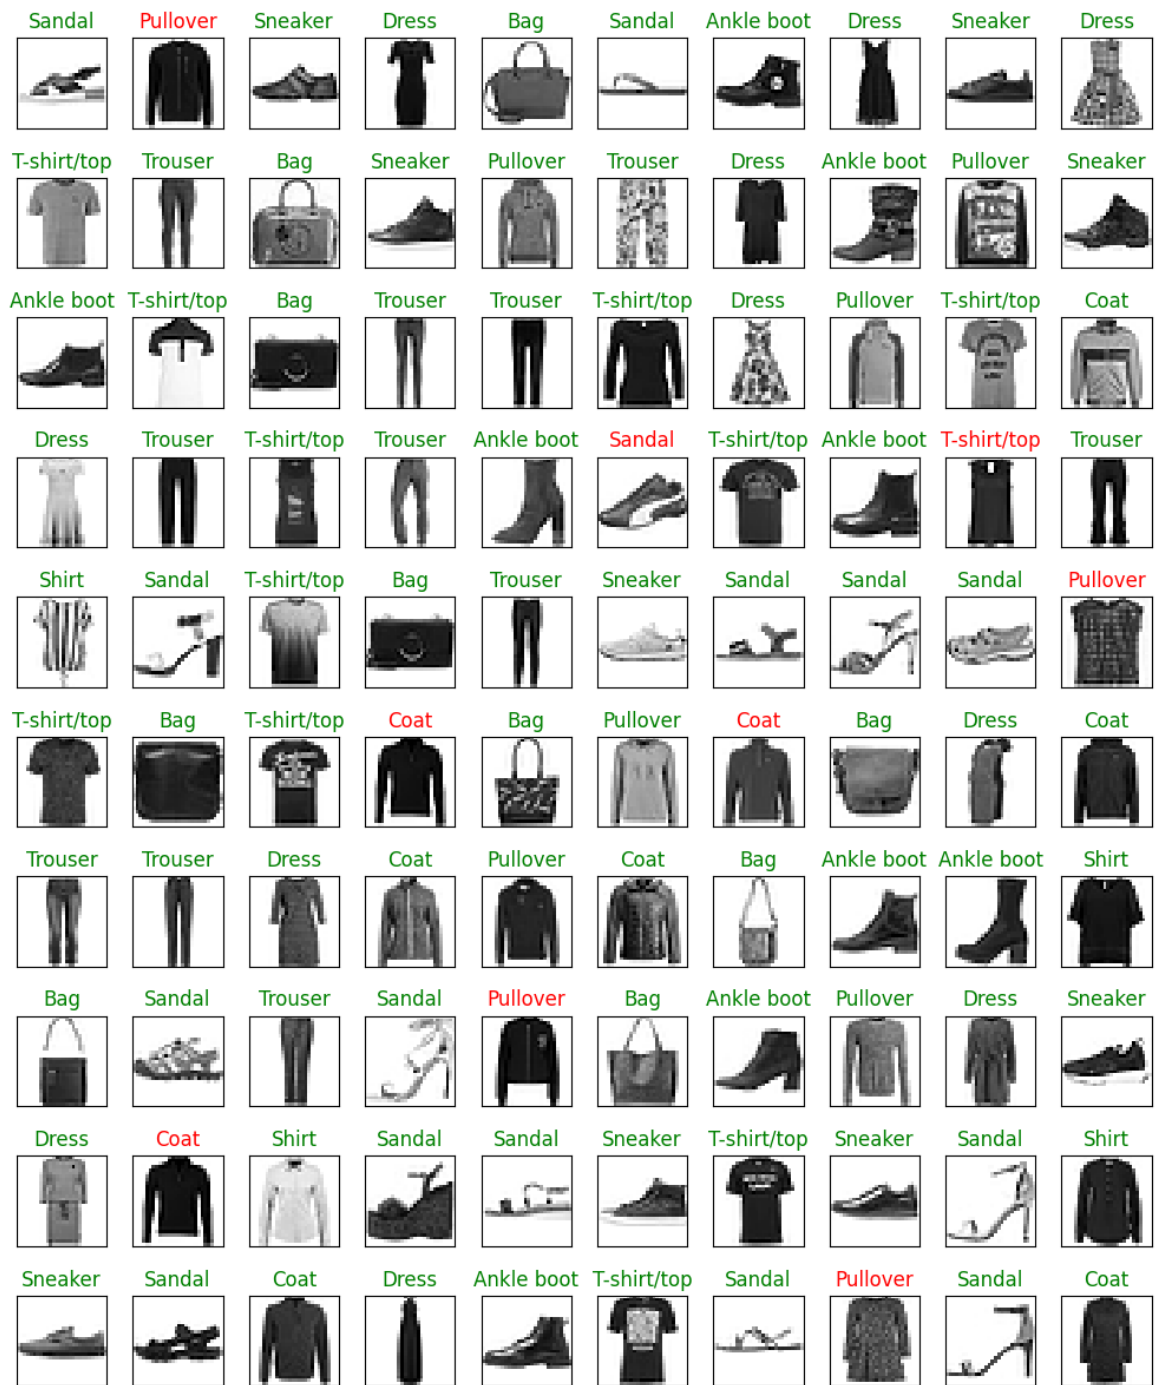 Sandal Pullover Sneaker Dress Bag Sandal Ankle boot Dress Sneaker Dress
T-shirt/top Trouser Bag Sneaker Pullover Trouser Dress Ankle boot Pullover Sneaker
Ankle boot T-shirt/top Bag Trouser Trouser T-shirt/top Dress Pullover T-shirt/top Coat
Dress Trouser T-shirt/top Trouser Ankle boot Sandal T-shirt/top Ankle boot T-shirt/top Trouser
Shirt Sandal T-shirt/top Bag Trouser Sneaker Sandal Sandal Sandal Pullover
T-shirt/top Bag T-shirt/top Coat Bag Pullover Coat Bag Dress Coat
Trouser Trouser Dress Coat Pullover Coat Bag Ankle boot Ankle boot Shirt
Bag Sandal Trouser Sandal Pullover Bag Ankle boot Pullover Dress Sneaker
Dress Coat Shirt Sandal Sandal Sneaker T-shirt/top Sneaker Sandal Shirt
Sneaker Sandal Coat Dress Ankle boot T-shirt/top Sandal Pullover Sandal Coat